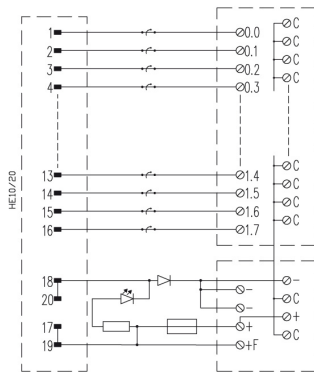 C
1 0.0 C
2 0.1 C
3 0.2 C
4 0.3 C
HE10/20
13 1.4 C
14 1.5 C
15 1.6 C
16 1.7 C
18 -
- C
20
- +
17 + C
19 +F